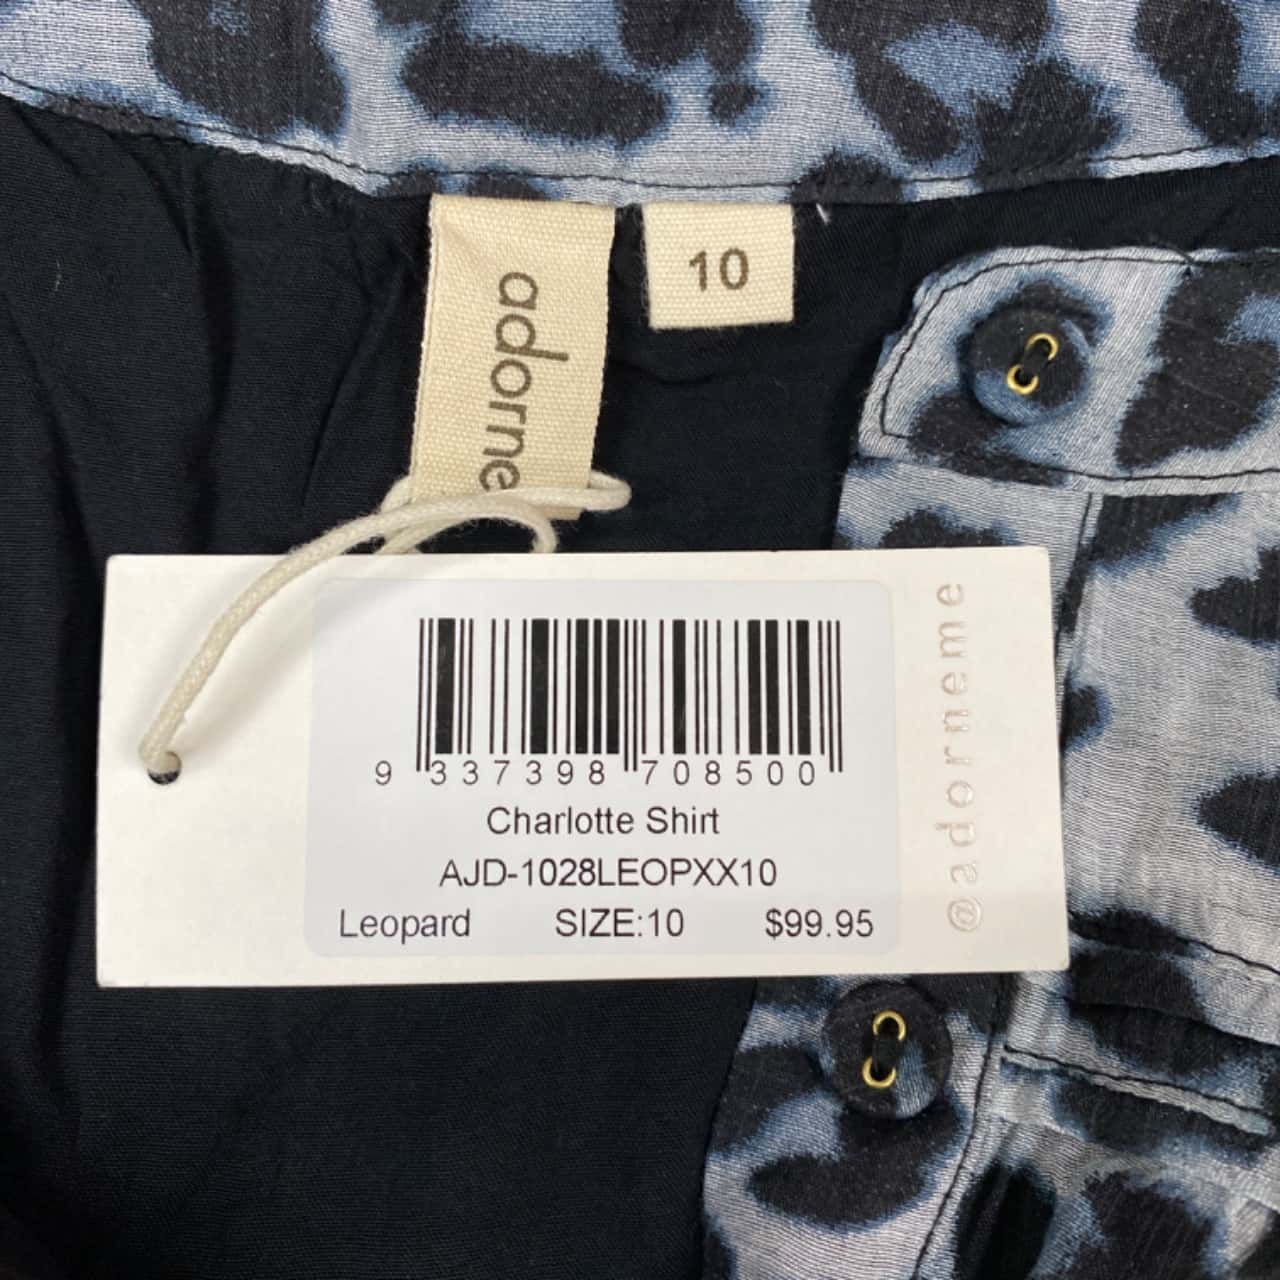 adorne
10
9 337398 708500
Charlotte Shirt
AJD-1028LEOPXX10
Leopard SIZE:10 $99.95
@adorneme